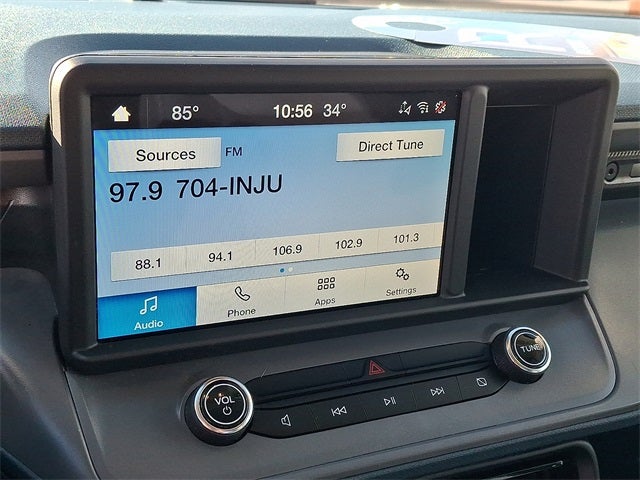 85° 10:56 34°
Sources FM Direct Tune
97.9 704-INJU
88.1 94.1 106.9 102.9 101.3
Audio Phone Apps Settings
VOL TUNE